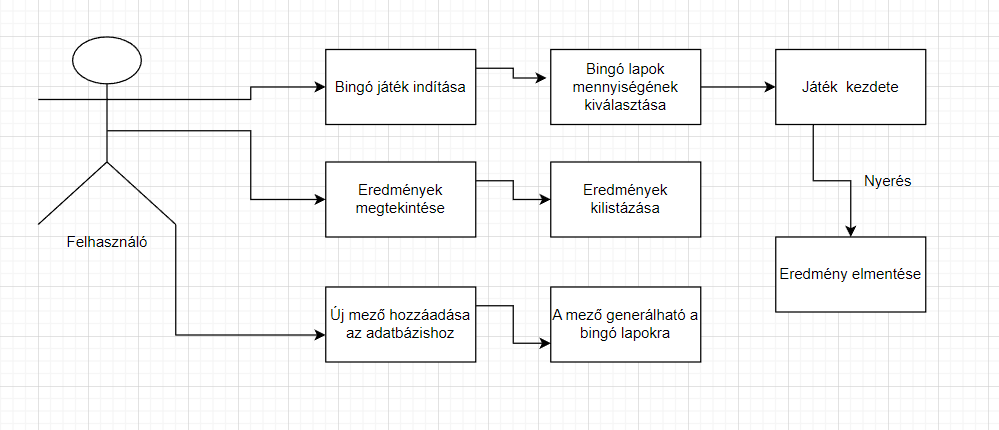 Bingó játék indítása
Bingó lapok
mennyiségének
kiválasztása
Játék kezdete
Eredmények
megtekintése
Eredmények
kilistázása
Nyerés
Felhasználó
Eredmény elmentése
Új mező hozzáadása
az adatbázishoz
A mező generálható a
bingó lapokra